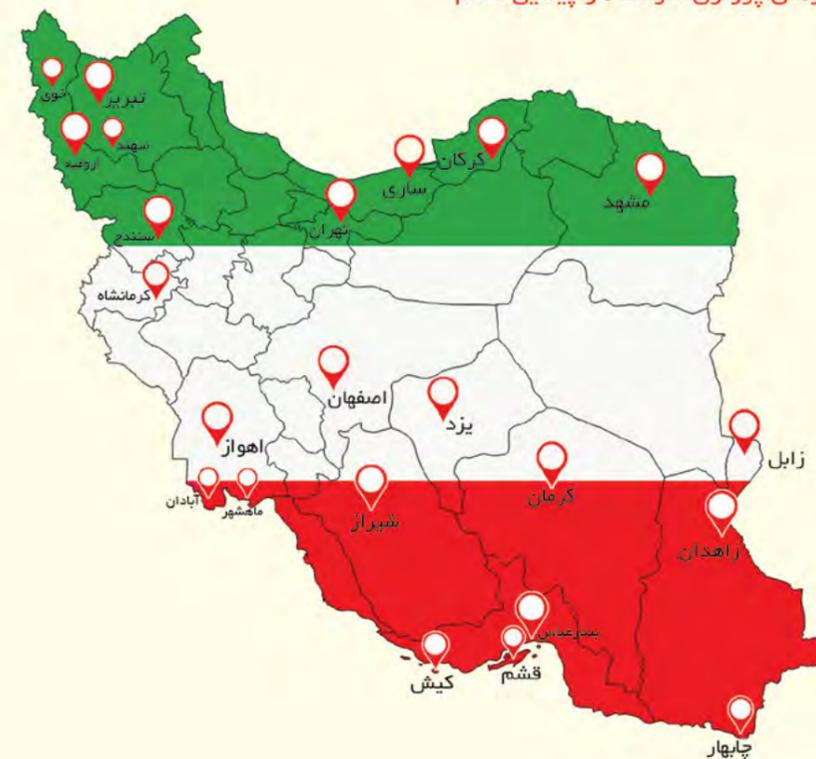 خوی
تبریز
ارومیه
سهند
سنندج
کرمانشاه
تهران
ساری
گرگان
مشهد
اصفهان
یزد
اهواز
آبادان
ماهشهر
شیراز
کرمان
زابل
زاهدان
بندرعباس
قشم
کیش
چابهار